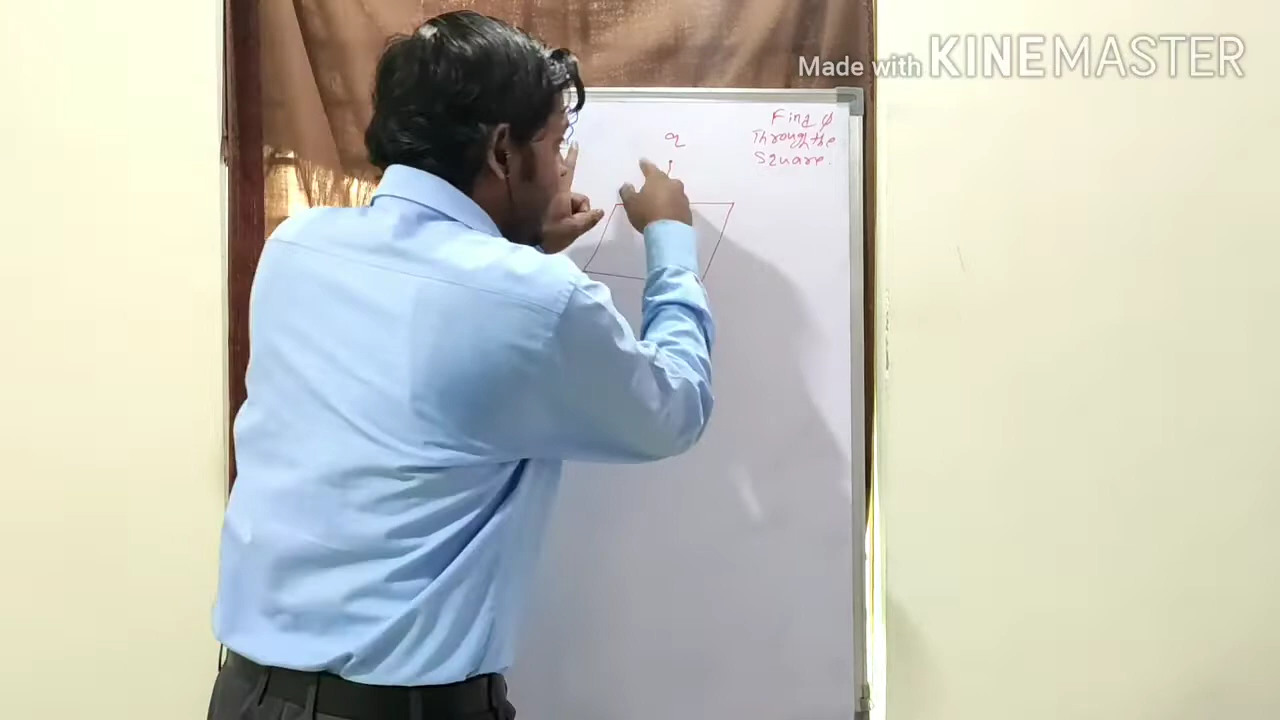 Made with KINEMASTER
Find φ
Through the
Square.
q